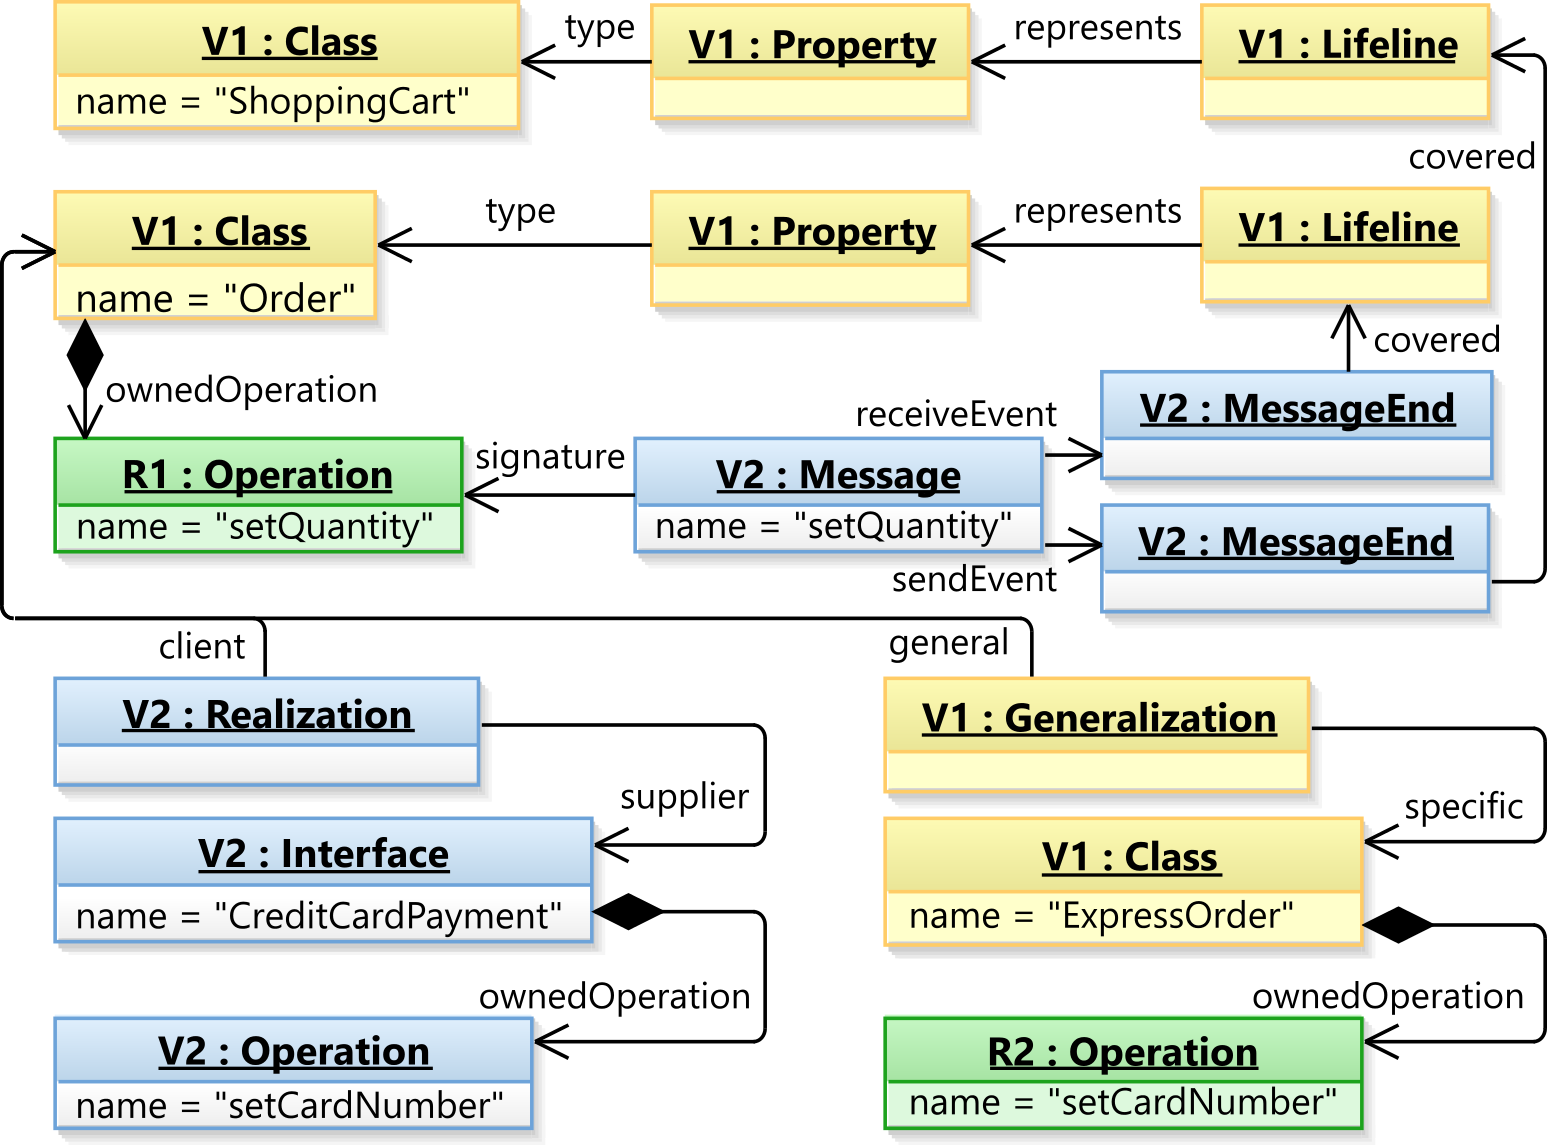 V1 : Class
name = "ShoppingCart"
type
V1 : Property
represents
V1 : Lifeline
covered
V1 : Class
name = "Order"
type
V1 : Property
represents
V1 : Lifeline
covered
ownedOperation
R1 : Operation
name = "setQuantity"
signature
V2 : Message
name = "setQuantity"
receiveEvent
V2 : MessageEnd
sendEvent
V2 : MessageEnd
client
general
V2 : Realization
supplier
V1 : Generalization
specific
V2 : Interface
name = "CreditCardPayment"
V1 : Class
name = "ExpressOrder"
ownedOperation
ownedOperation
V2 : Operation
name = "setCardNumber"
R2 : Operation
name = "setCardNumber"